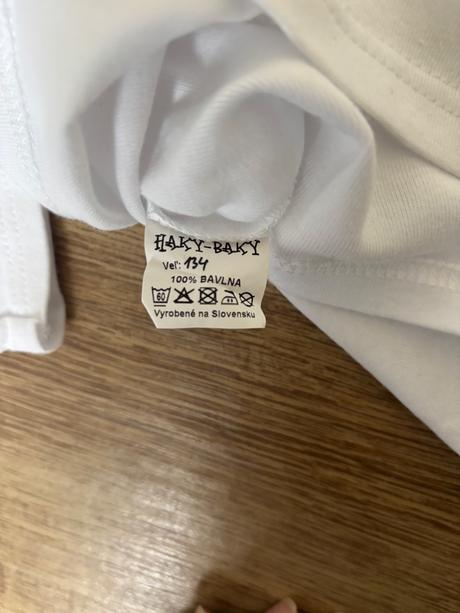 HAKY-BAKY
Veľ: 134
100% BAVLNA
60
Vyrobené na Slovensku